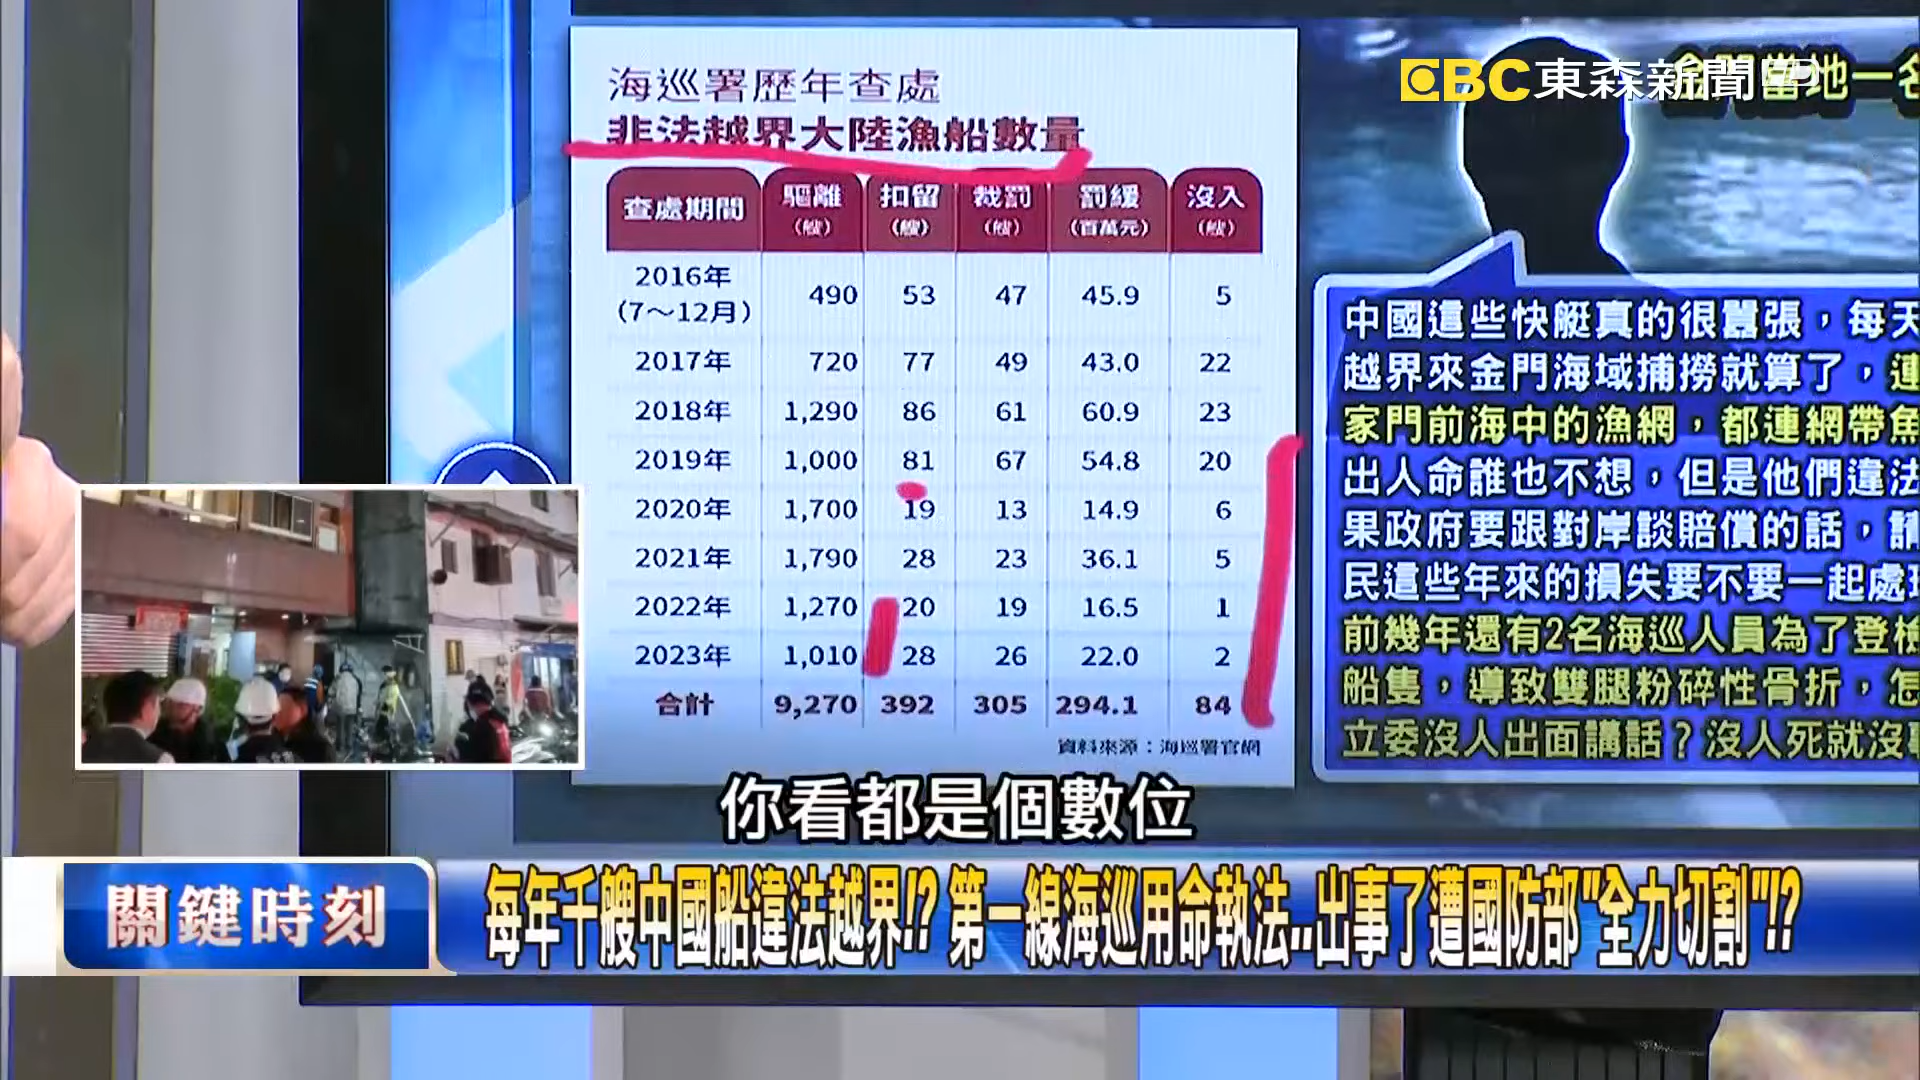 EBC東森新聞
海巡署歷年查處
非法越界大陸漁船數量
查處期間 驅離(艘) 扣留(艘) 裁罰(艘) 罰緩(百萬元) 沒入(艘)
2016年(7～12月) 490 53 47 45.9 5
2017年 720 77 49 43.0 22
2018年 1,290 86 61 60.9 23
2019年 1,000 81 67 54.8 20
2020年 1,700 19 13 14.9 6
2021年 1,790 28 23 36.1 5
2022年 1,270 20 19 16.5 1
2023年 1,010 28 26 22.0 2
合計 9,270 392 305 294.1 84
資料來源：海巡署官網
金門當地一名
中國這些快艇真的很囂張，每天
越界來金門海域捕撈就算了，連
家門前海中的漁網，都連網帶魚
出人命誰也不想，但是他們違法
果政府要跟對岸談賠償的話，請
民這些年來的損失要不要一起處理
前幾年還有2名海巡人員為了登檢
船隻，導致雙腿粉碎性骨折，怎
立委沒人出面講話？沒人死就沒
你看都是個數位
關鍵時刻
每年千艘中國船違法越界!? 第一線海巡用命執法..出事了遭國防部"全力切割"!?